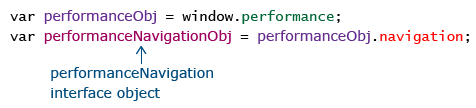 var performanceObj = window.performance;
var performanceNavigationObj = performanceObj.navigation;
performanceNavigation
interface object